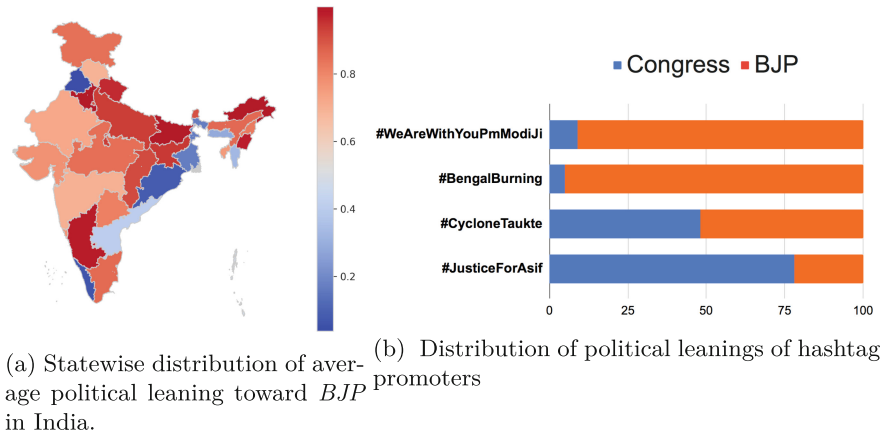 0.8
0.6
0.4
0.2
(a) Statewise distribution of aver-
age political leaning toward BJP
in India.
Congress BJP
#WeAreWithYouPmModiJi
#BengalBurning
#CycloneTaukte
#JusticeForAsif
0 25 50 75 100
(b) Distribution of political leanings of hashtag
promoters